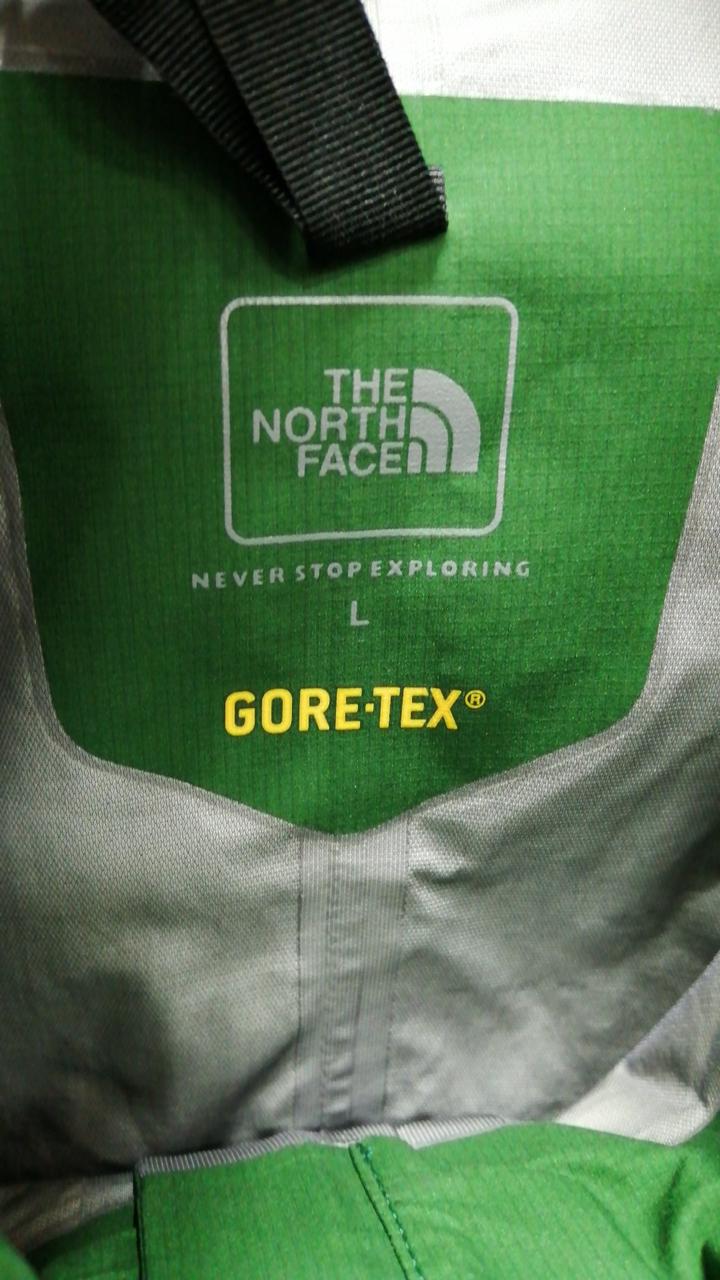 THE
NORTH
FACE
NEVER STOP EXPLORING
L
GORE-TEX®